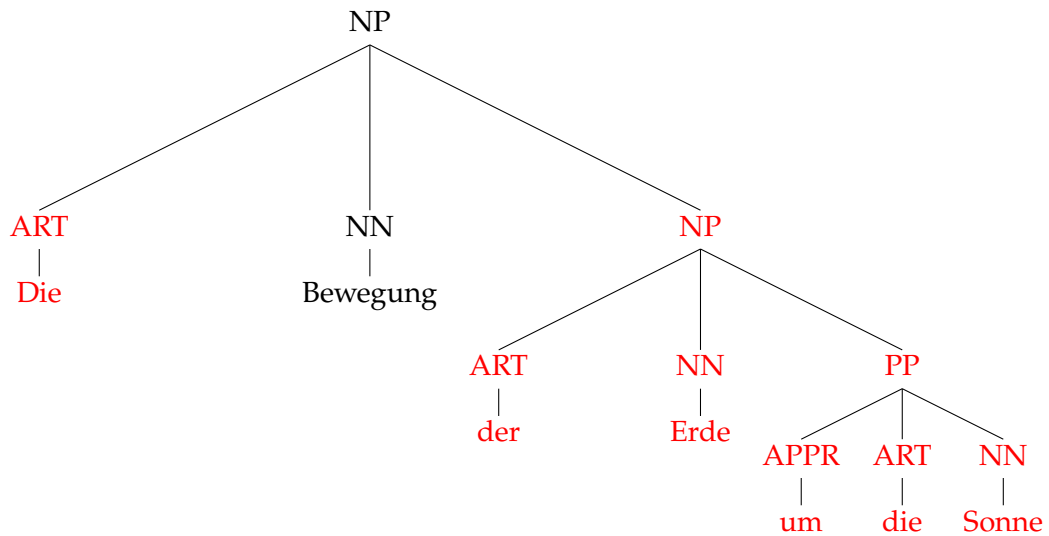 NP
ART NN NP
Die Bewegung
ART NN PP
der Erde
APPR ART NN
um die Sonne